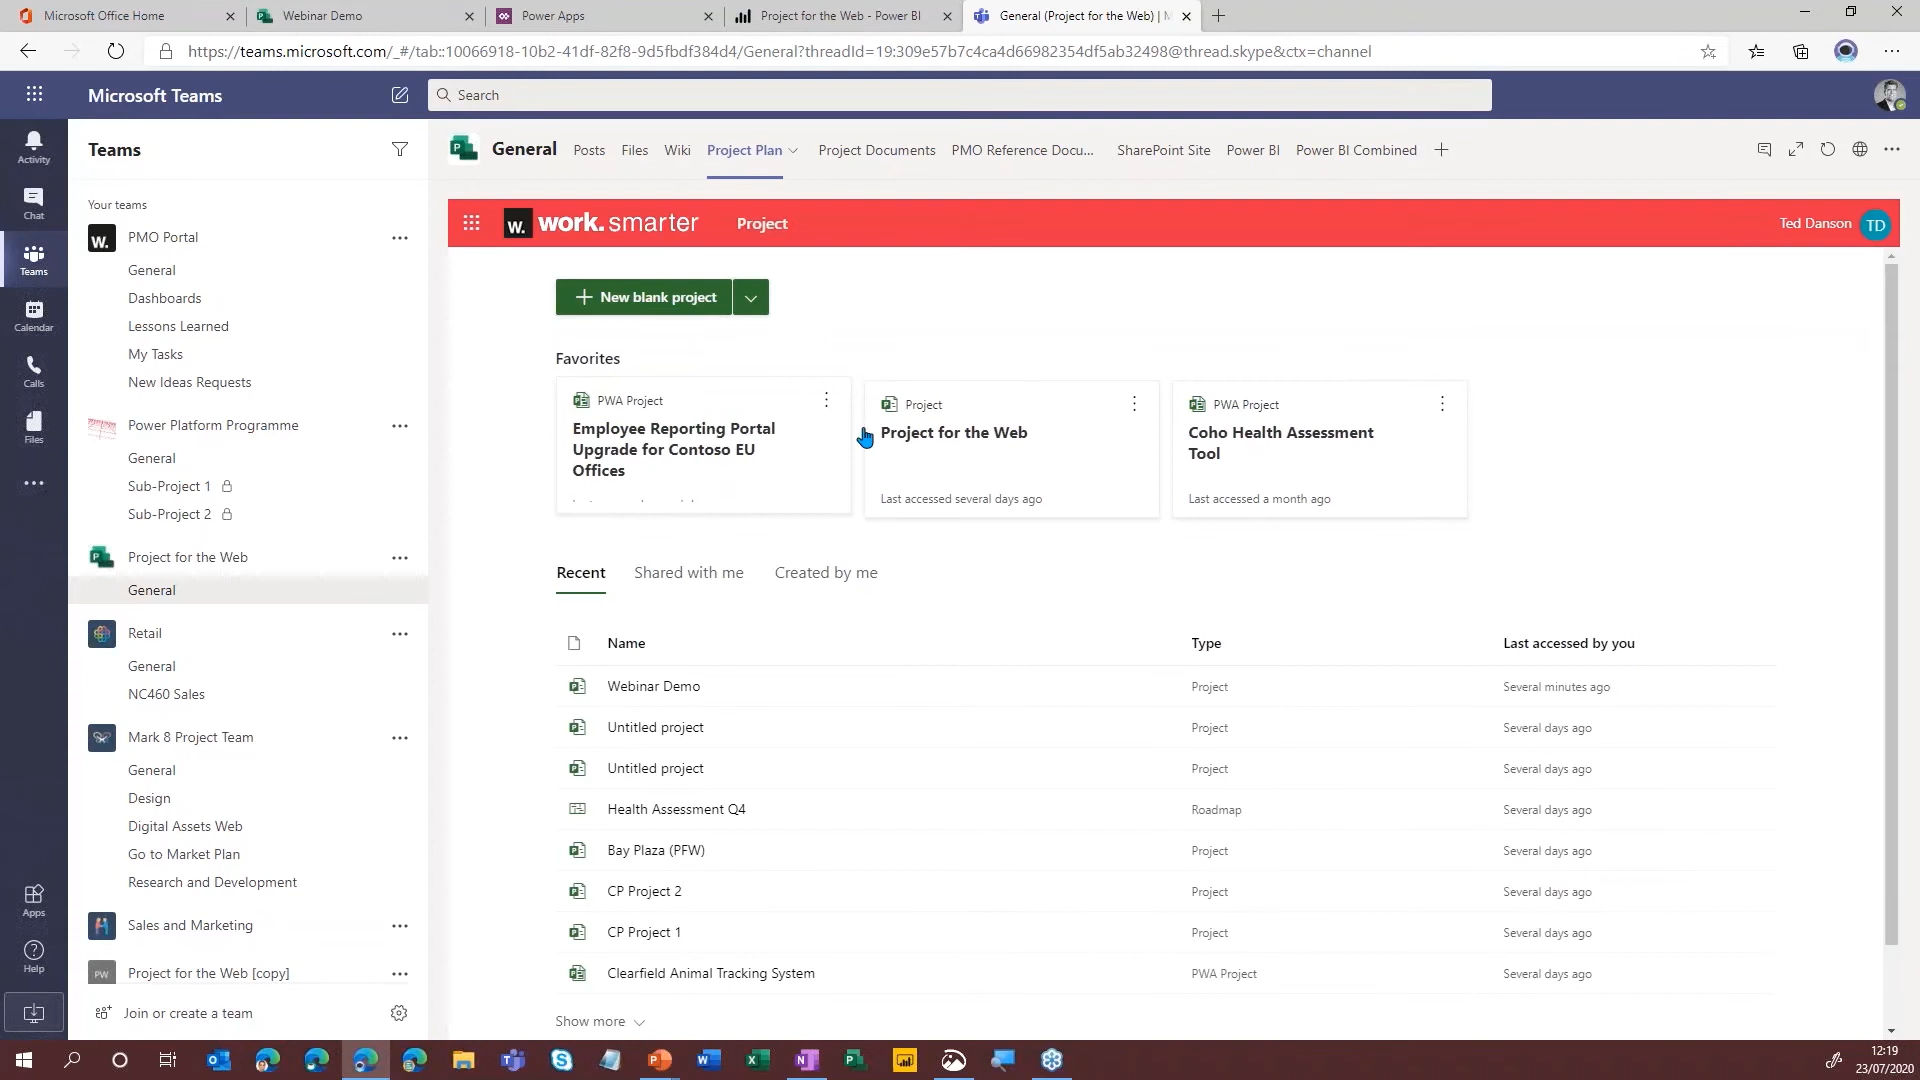 Microsoft Office Home
Webinar Demo
Power Apps
Project for the Web - Power BI
General (Project for the Web) | M
https://teams.microsoft.com/_#/tab::10066918-10b2-41df-82f8-9d5fbdf384d4/General?threadId=19:309e57b7c4ca4d66982354df5ab32498@thread.skype&ctx=channel
Microsoft Teams
Search
Activity
Chat
Teams
Calendar
Calls
Files
Apps
Help
Teams
Your teams
W. PMO Portal
General
Dashboards
Lessons Learned
My Tasks
New Ideas Requests
Power Platform Programme
General
Sub-Project 1
Sub-Project 2
Project for the Web
General
Retail
General
NC460 Sales
Mark 8 Project Team
General
Design
Digital Assets Web
Go to Market Plan
Research and Development
Sales and Marketing
PW Project for the Web [copy]
Join or create a team
General Posts Files Wiki Project Plan Project Documents PMO Reference Docu... SharePoint Site Power BI Power BI Combined
w. work. smarter Project Ted Danson TD
New blank project
Favorites
PWA Project
Employee Reporting Portal
Upgrade for Contoso EU
Offices
Project
Project for the Web
Last accessed several days ago
PWA Project
Coho Health Assessment
Tool
Last accessed a month ago
Recent Shared with me Created by me
Name Type Last accessed by you
Webinar Demo Project Several minutes ago
Untitled project Project Several days ago
Untitled project Project Several days ago
Health Assessment Q4 Roadmap Several days ago
Bay Plaza (PFW) Project Several days ago
CP Project 2 Project Several days ago
CP Project 1 Project Several days ago
Clearfield Animal Tracking System PWA Project Several days ago
Show more
12:19
23/07/2020